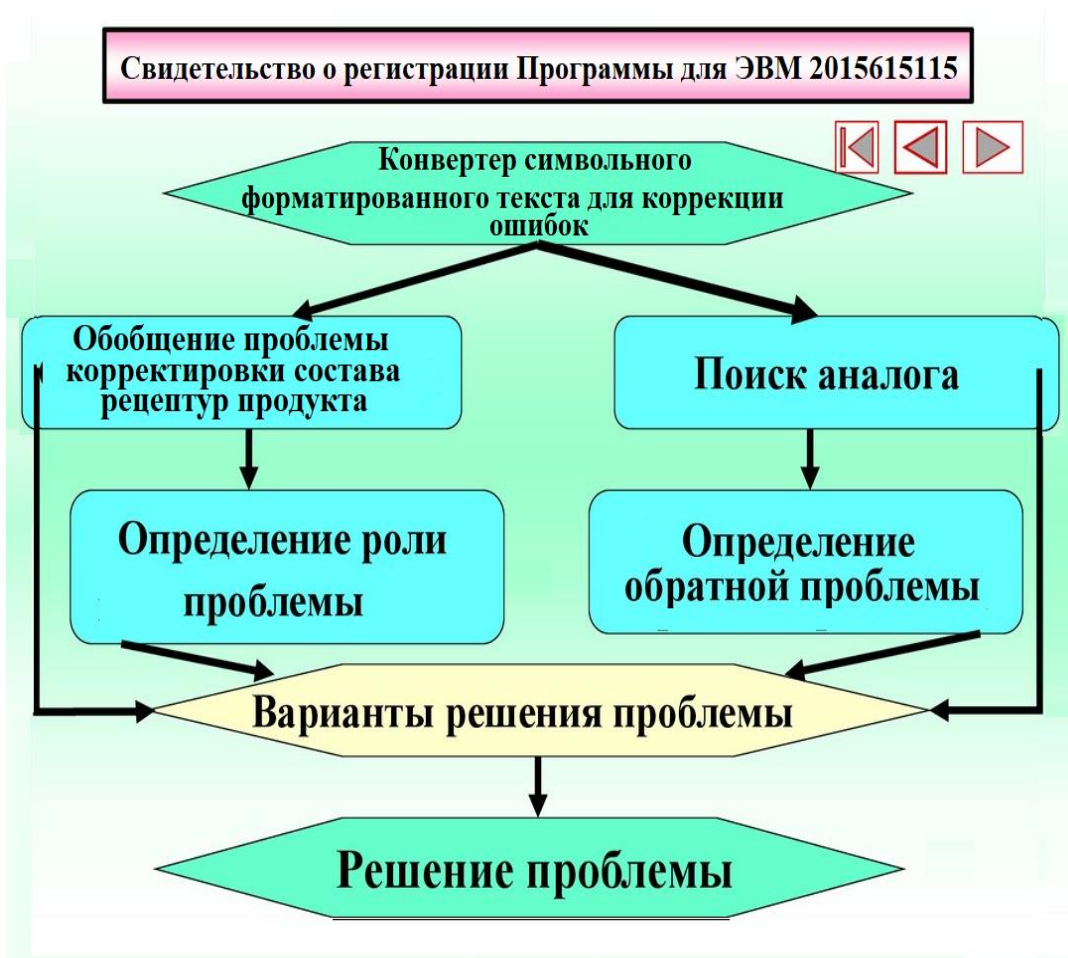 Свидетельство о регистрации Программы для ЭВМ 2015615115
Конвертер символьного
форматированного текста для коррекции
ошибок
Обобщение проблемы
корректировки состава
рецептур продукта
Поиск аналога
Определение роли
проблемы
Определение
обратной проблемы
Варианты решения проблемы
Решение проблемы